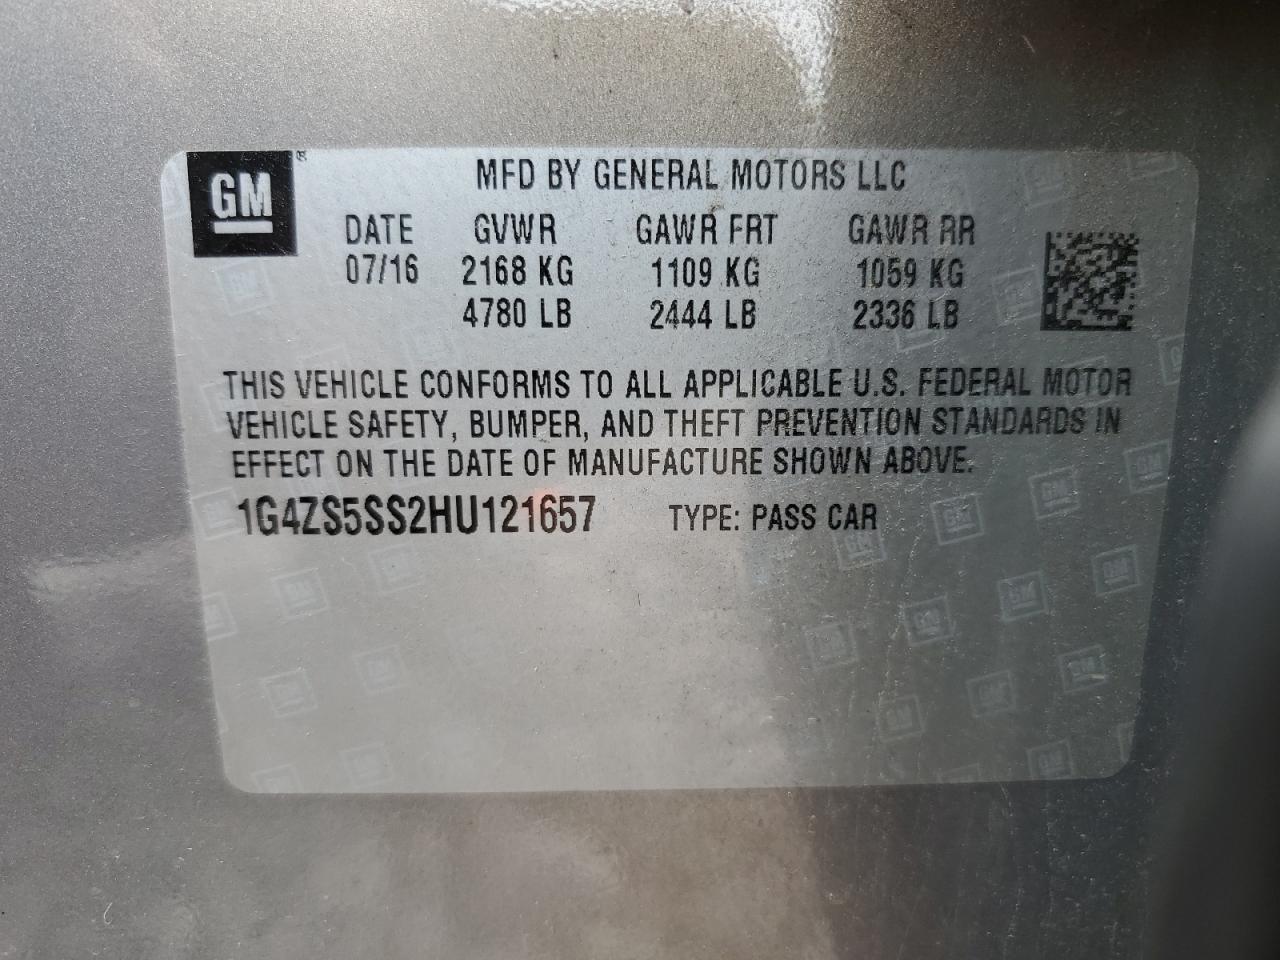 GM®
MFD BY GENERAL MOTORS LLC
DATE GVWR GAWR FRT GAWR RR
07/16 2168 KG 1109 KG 1059 KG
4780 LB 2444 LB 2336 LB
THIS VEHICLE CONFORMS TO ALL APPLICABLE U.S. FEDERAL MOTOR
VEHICLE SAFETY, BUMPER, AND THEFT PREVENTION STANDARDS IN
EFFECT ON THE DATE OF MANUFACTURE SHOWN ABOVE.
1G4ZS5SS2HU121657 TYPE: PASS CAR